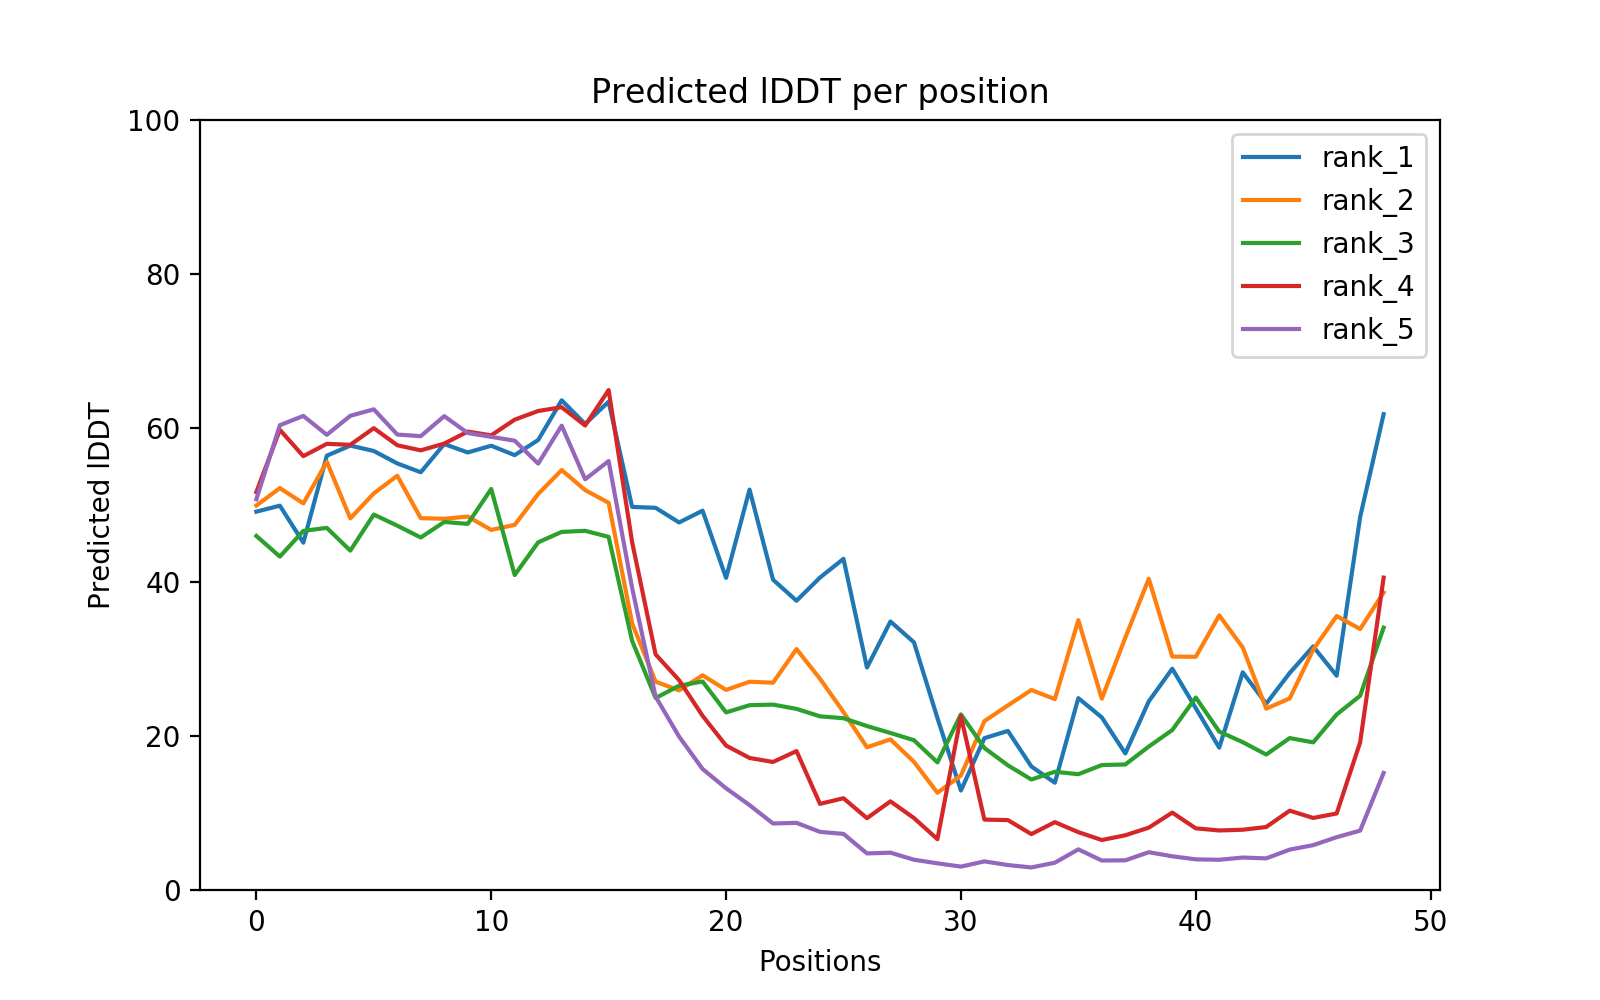 Predicted lDDT per position
100
80
60
40
20
0
Predicted lDDT
0 10 20 30 40 50
Positions
rank_1
rank_2
rank_3
rank_4
rank_5